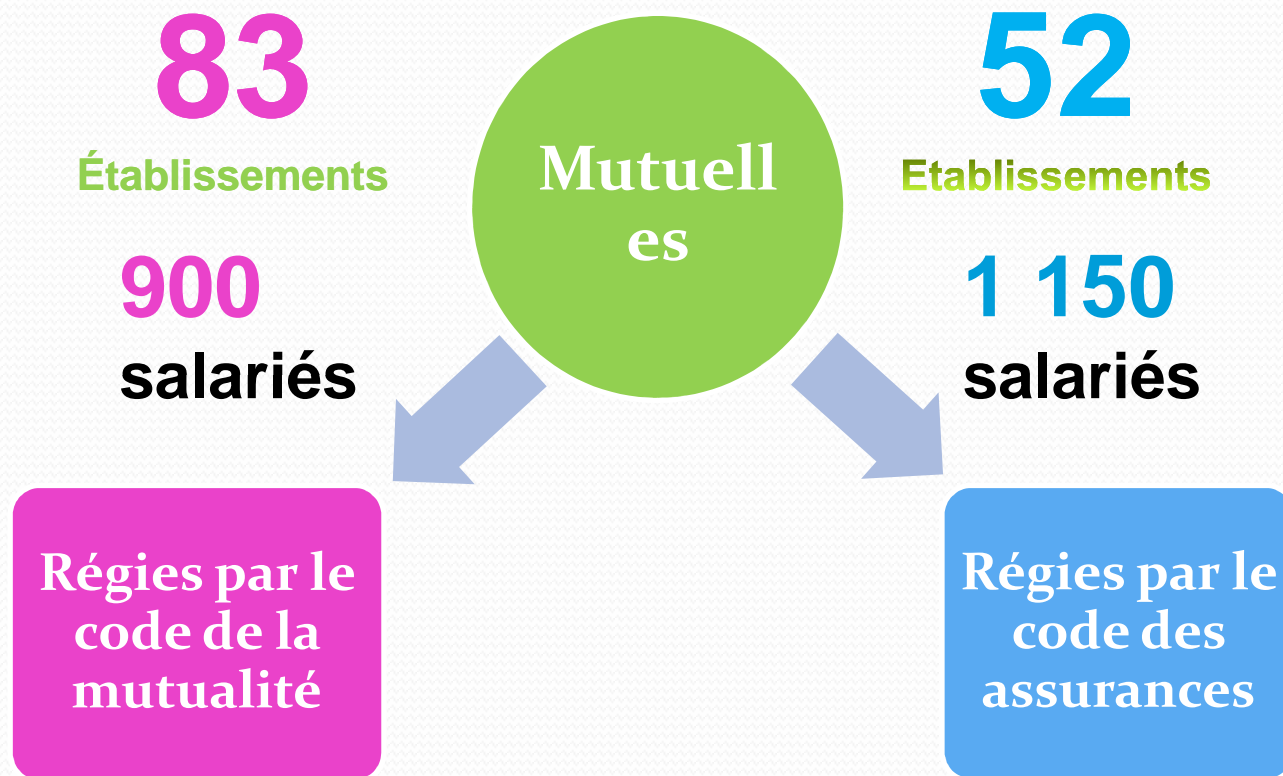 83
Établissements
900
salariés
Mutuell
es
52
Etablissements
1 150
salariés
Régies par le
code de la
mutualité
Régies par le
code des
assurances